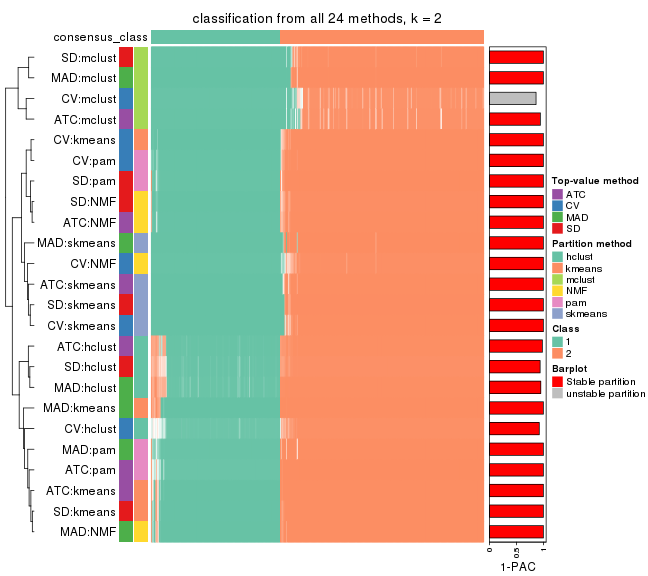 classification from all 24 methods, k = 2
consensus_class
SD:mclust
MAD:mclust
CV:mclust
ATC:mclust
CV:kmeans
CV:pam
SD:pam
SD:NMF
ATC:NMF
MAD:skmeans
CV:NMF
ATC:skmeans
SD:skmeans
CV:skmeans
ATC:hclust
SD:hclust
MAD:hclust
MAD:kmeans
CV:hclust
MAD:pam
ATC:pam
ATC:kmeans
SD:kmeans
MAD:NMF
0
0.5
1
1-PAC
Top-value method
ATC
CV
MAD
SD
Partition method
hclust
kmeans
mclust
NMF
pam
skmeans
Class
1
2
Barplot
Stable partition
unstable partition